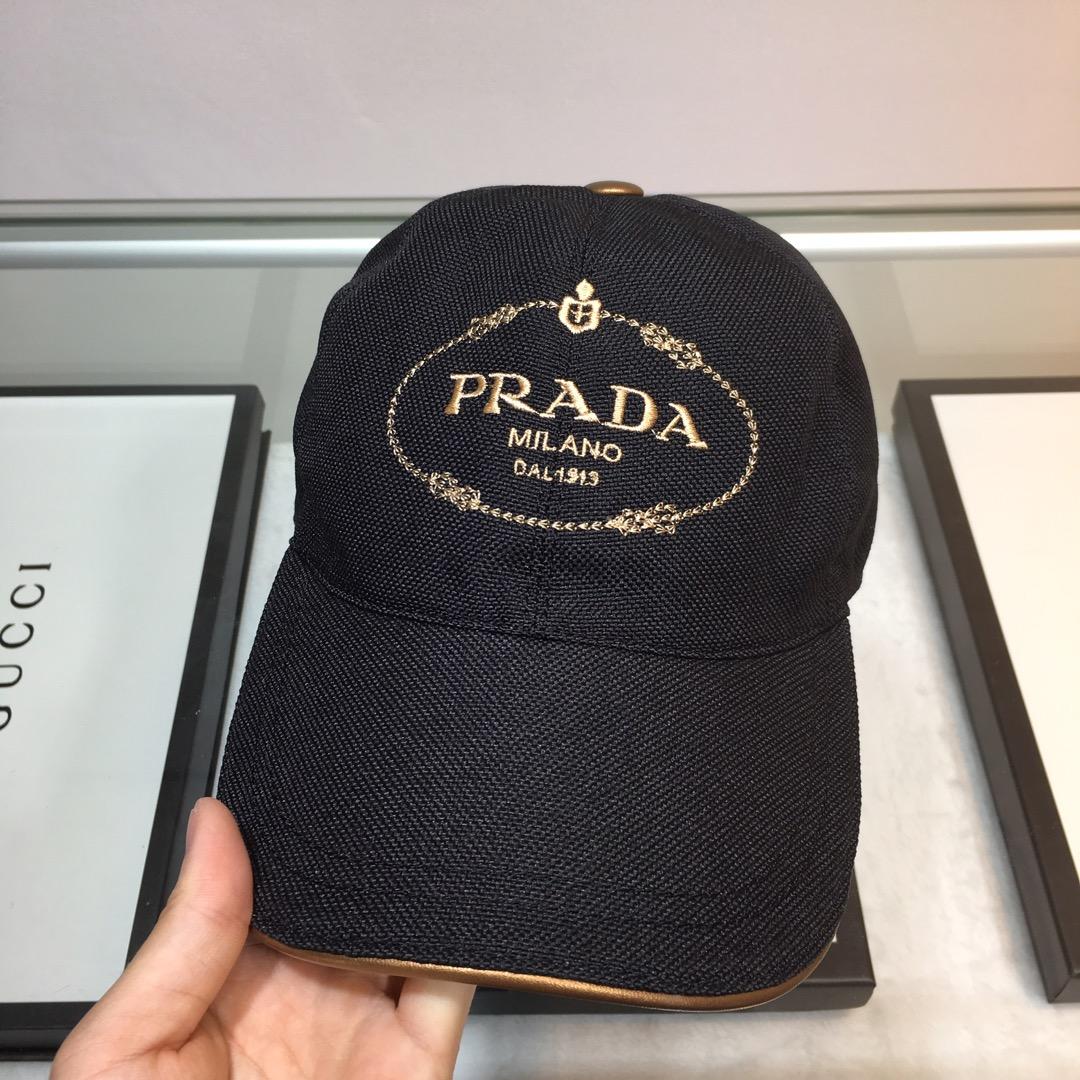 PRADA
MILANO
DAL 1913
GUCCI